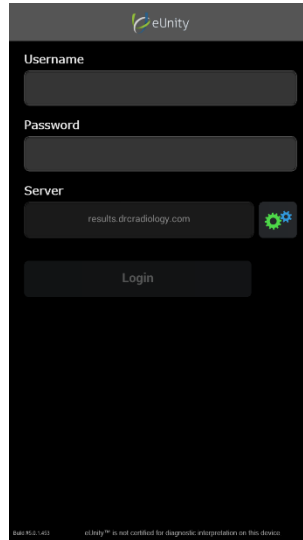 eUnity
Username
Password
Server
results.drcradiology.com
Login
eUnity™ is not certified for diagnostic interpretation on this device